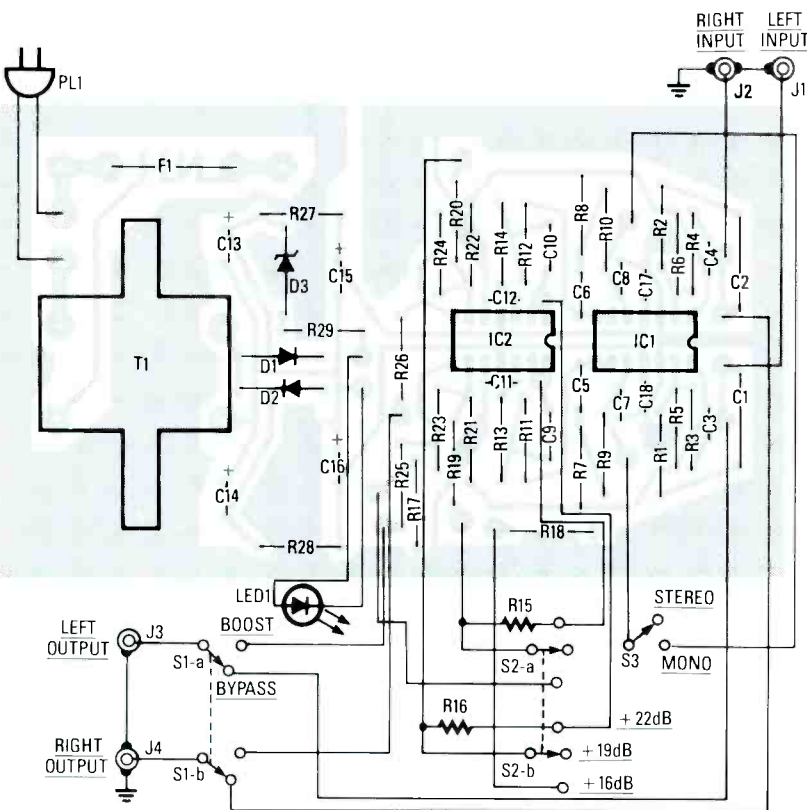 RIGHT INPUT
LEFT INPUT
PL1
J2
J1
F1
R27
C13
D3
C15
R29
T1
D1
D2
R26
C14
C16
R25
R17
R28
R24
R20
R22
R14
R12
C10
R8
R10
C8
C17
R2
R6
R4
C4
C2
C12
C6
IC2
IC1
C11
C5
C7
C18
C1
R23
R19
R21
R13
R11
C9
R7
R9
R1
R5
R3
C3
R18
LED1
BOOST
R15
STEREO
LEFT OUTPUT
J3
S1-a
BYPASS
S2-a
S3
MONO
R16
+22dB
RIGHT OUTPUT
J4
S1-b
S2-b
+19dB
+16dB